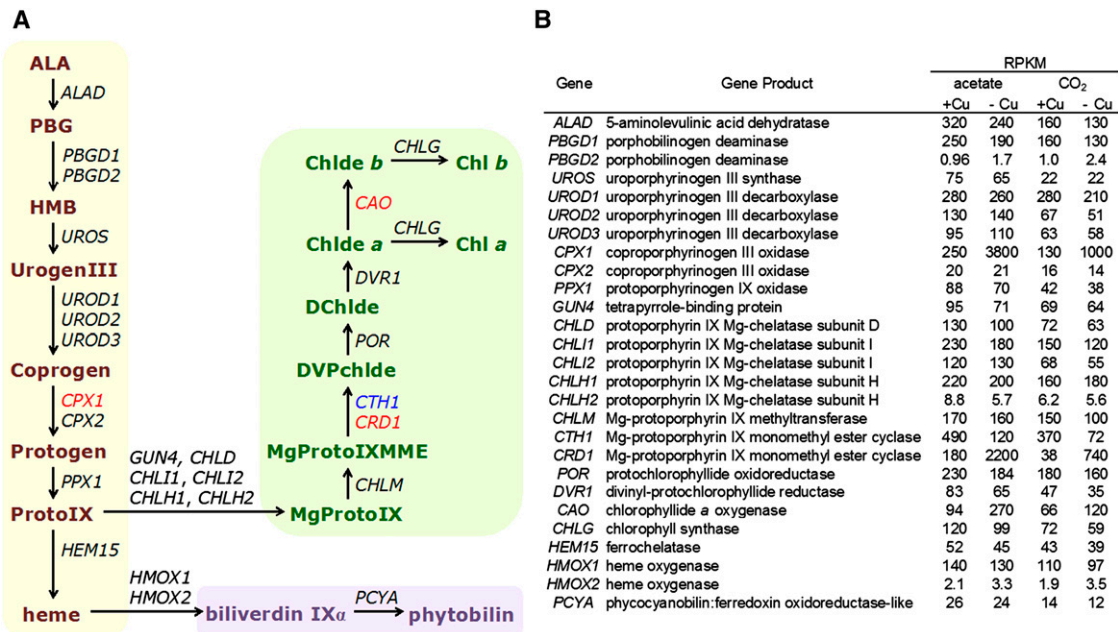 A
ALA
ALAD
PBG
PBGD1
PBGD2
HMB
UROS
UrogenIII
UROD1
UROD2
UROD3
Coprogen
CPX1
CPX2
Protogen
PPX1
ProtoIX
HEM15
heme
GUN4, CHLD
CHLI1, CHLI2
CHLH1, CHLH2
HMOX1
HMOX2
biliverdin IXα
PCYA
phytobilin
Chlde b
CHLG
Chl b
CAO
Chlde a
CHLG
Chl a
DVR1
DChlde
POR
DVPchlde
CTH1
CRD1
MgProtoIXMME
CHLM
MgProtoIX
B
RPKM
Gene Gene Product acetate CO₂
+Cu - Cu +Cu - Cu
ALAD 5-aminolevulinic acid dehydratase 320 240 160 130
PBGD1 porphobilinogen deaminase 250 190 160 130
PBGD2 porphobilinogen deaminase 0.96 1.7 1.0 2.4
UROS uroporphyrinogen III synthase 75 65 22 22
UROD1 uroporphyrinogen III decarboxylase 280 260 280 210
UROD2 uroporphyrinogen III decarboxylase 130 140 67 51
UROD3 uroporphyrinogen III decarboxylase 95 110 63 58
CPX1 coproporphyrinogen III oxidase 250 3800 130 1000
CPX2 coproporphyrinogen III oxidase 20 21 16 14
PPX1 protoporphyrinogen IX oxidase 88 70 42 38
GUN4 tetrapyrrole-binding protein 95 71 69 64
CHLD protoporphyrin IX Mg-chelatase subunit D 130 100 72 63
CHLI1 protoporphyrin IX Mg-chelatase subunit I 230 180 150 120
CHLI2 protoporphyrin IX Mg-chelatase subunit I 120 130 68 55
CHLH1 protoporphyrin IX Mg-chelatase subunit H 220 200 160 180
CHLH2 protoporphyrin IX Mg-chelatase subunit H 8.8 5.7 6.2 5.6
CHLM Mg-protoporphyrin IX methyltransferase 170 160 150 100
CTH1 Mg-protoporphyrin IX monomethyl ester cyclase 490 120 370 72
CRD1 Mg-protoporphyrin IX monomethyl ester cyclase 180 2200 38 740
POR protochlorophyllide oxidoreductase 230 184 180 160
DVR1 divinyl-protochlorophyllide reductase 83 65 47 35
CAO chlorophyllide a oxygenase 94 270 66 120
CHLG chlorophyll synthase 120 99 72 59
HEM15 ferrochelatase 52 45 43 39
HMOX1 heme oxygenase 140 130 110 97
HMOX2 heme oxygenase 2.1 3.3 1.9 3.5
PCYA phycocyanobilin:ferredoxin oxidoreductase-like 26 24 14 12